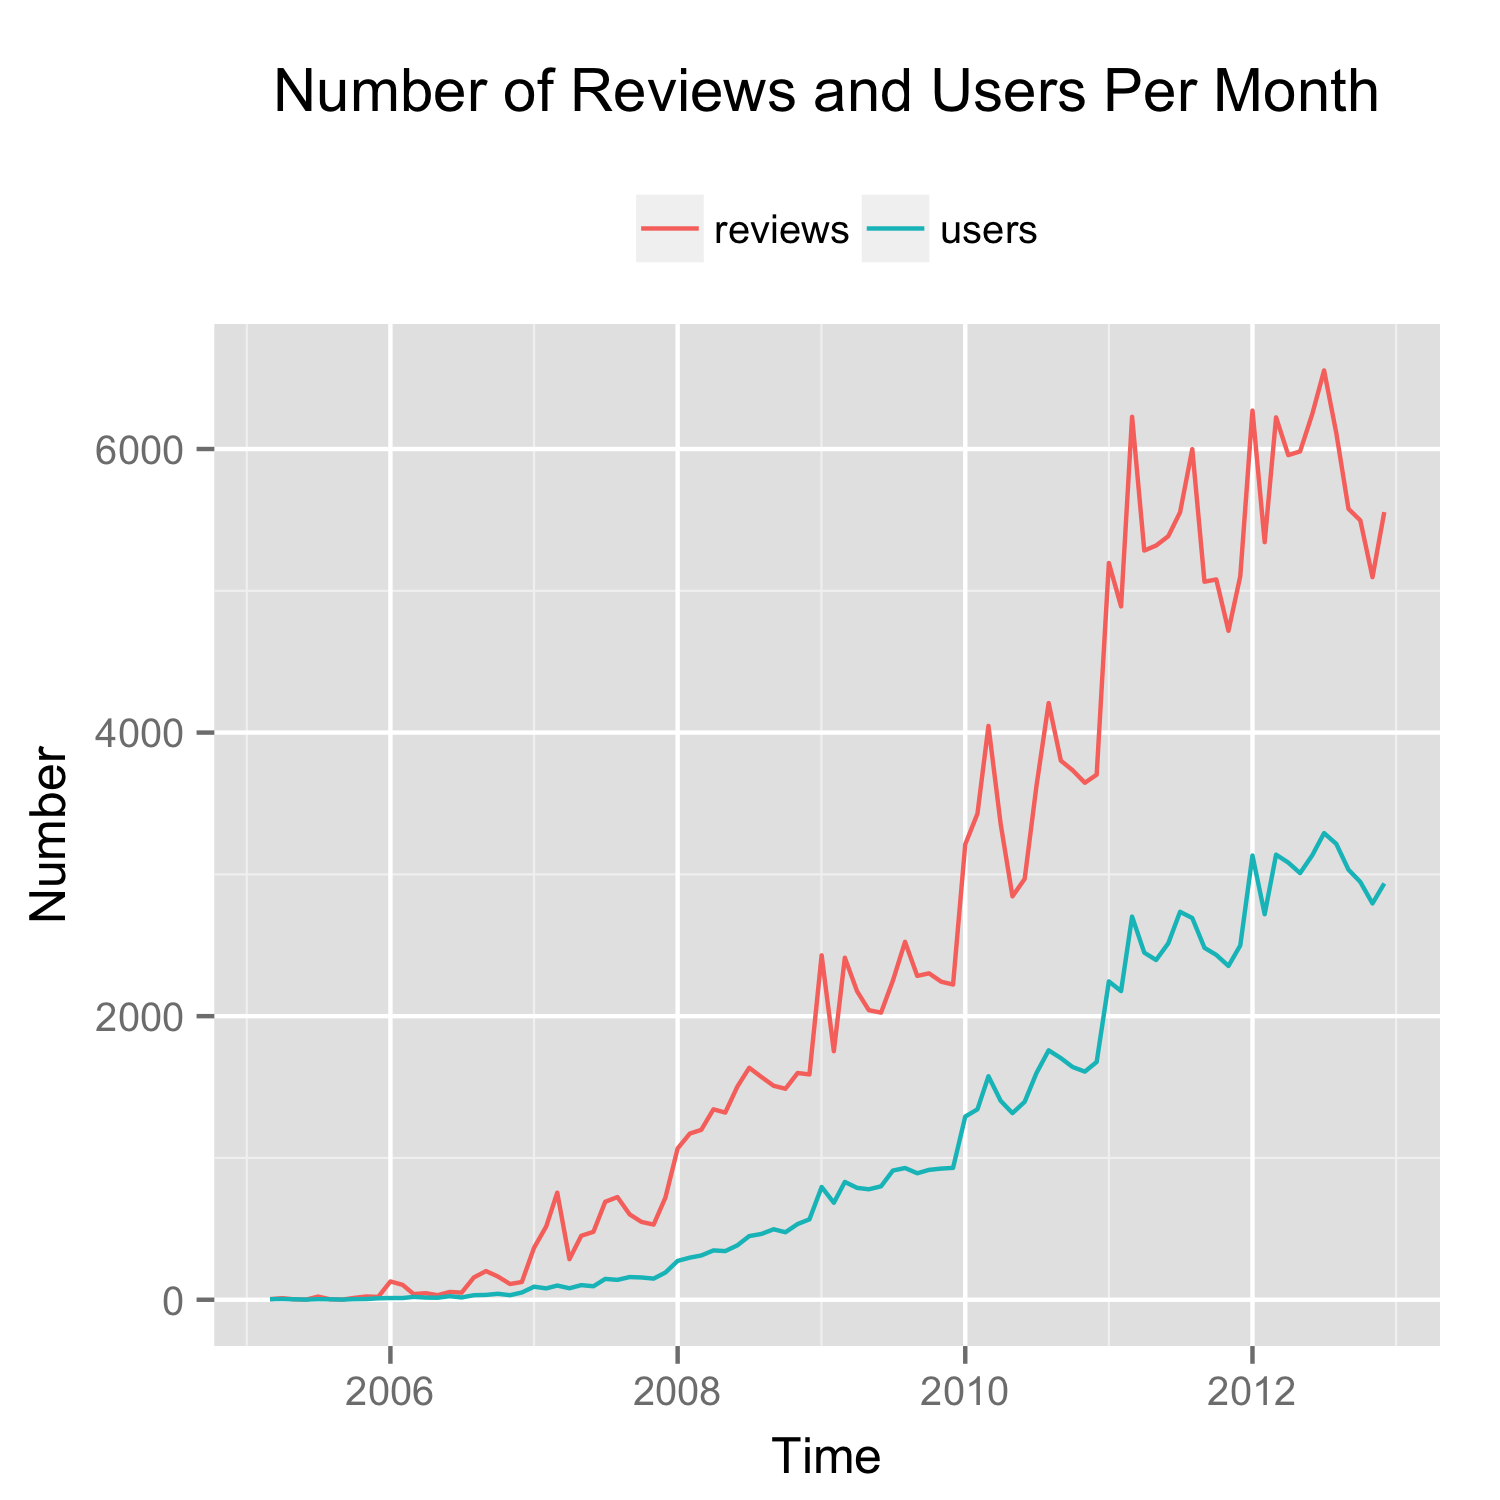 Number of Reviews and Users Per Month
reviews users
6000
4000
2000
0
Number
2006 2008 2010 2012
Time